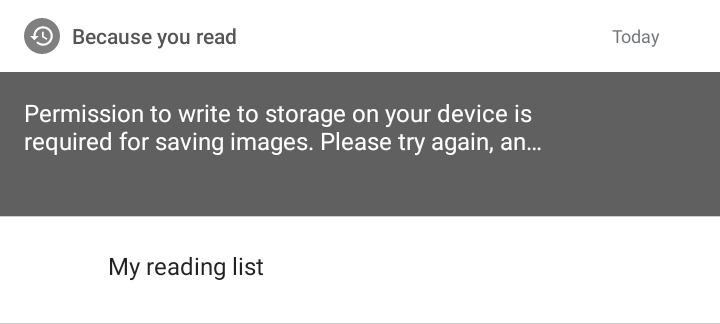 Because you read
Today
Permission to write to storage on your device is
required for saving images. Please try again, an...
My reading list